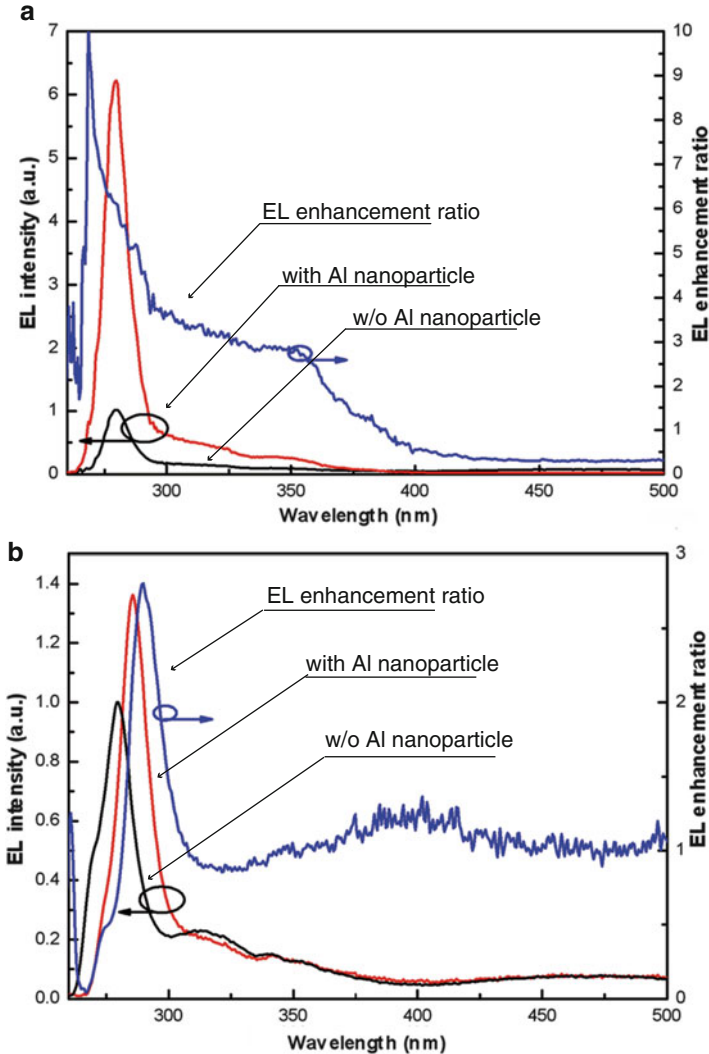 a
7
6
5
4
3
2
1
0
EL intensity (a.u.)
10
9
8
7
6
5
4
3
2
1
0
EL enhancement ratio
EL enhancement ratio
with Al nanoparticle
w/o Al nanoparticle
300
350
400
450
500
Wavelength (nm)
b
1.4
1.2
1.0
0.8
0.6
0.4
0.2
0.0
EL intensity (a.u.)
3
2
1
0
EL enhancement ratio
EL enhancement ratio
with Al nanoparticle
w/o Al nanoparticle
300
350
400
450
500
Wavelength (nm)